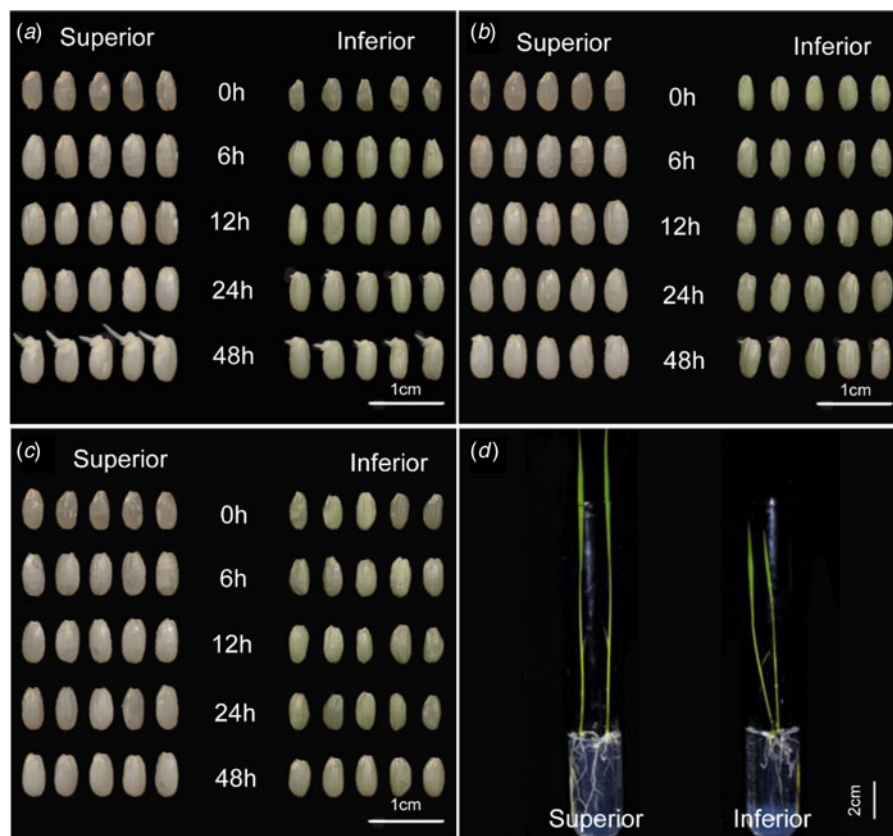 (a)
Superior
Inferior
0h
6h
12h
24h
48h
1cm
(b)
Superior
Inferior
0h
6h
12h
24h
48h
1cm
(c)
Superior
Inferior
0h
6h
12h
24h
48h
1cm
(d)
Superior
Inferior
2cm